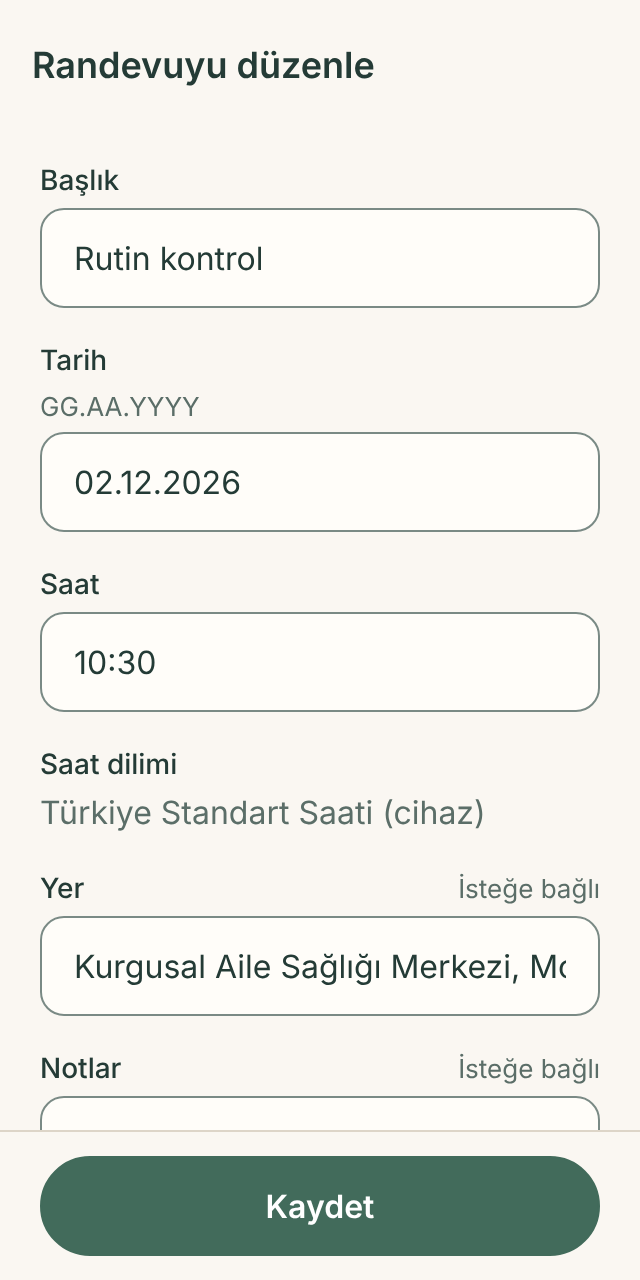 Randevuyu düzenle
Başlık
Rutin kontrol
Tarih
GG.AA.YYYY
02.12.2026
Saat
10:30
Saat dilimi
Türkiye Standart Saati (cihaz)
Yer
İsteğe bağlı
Kurgusal Aile Sağlığı Merkezi,
Notlar
İsteğe bağlı
Kaydet